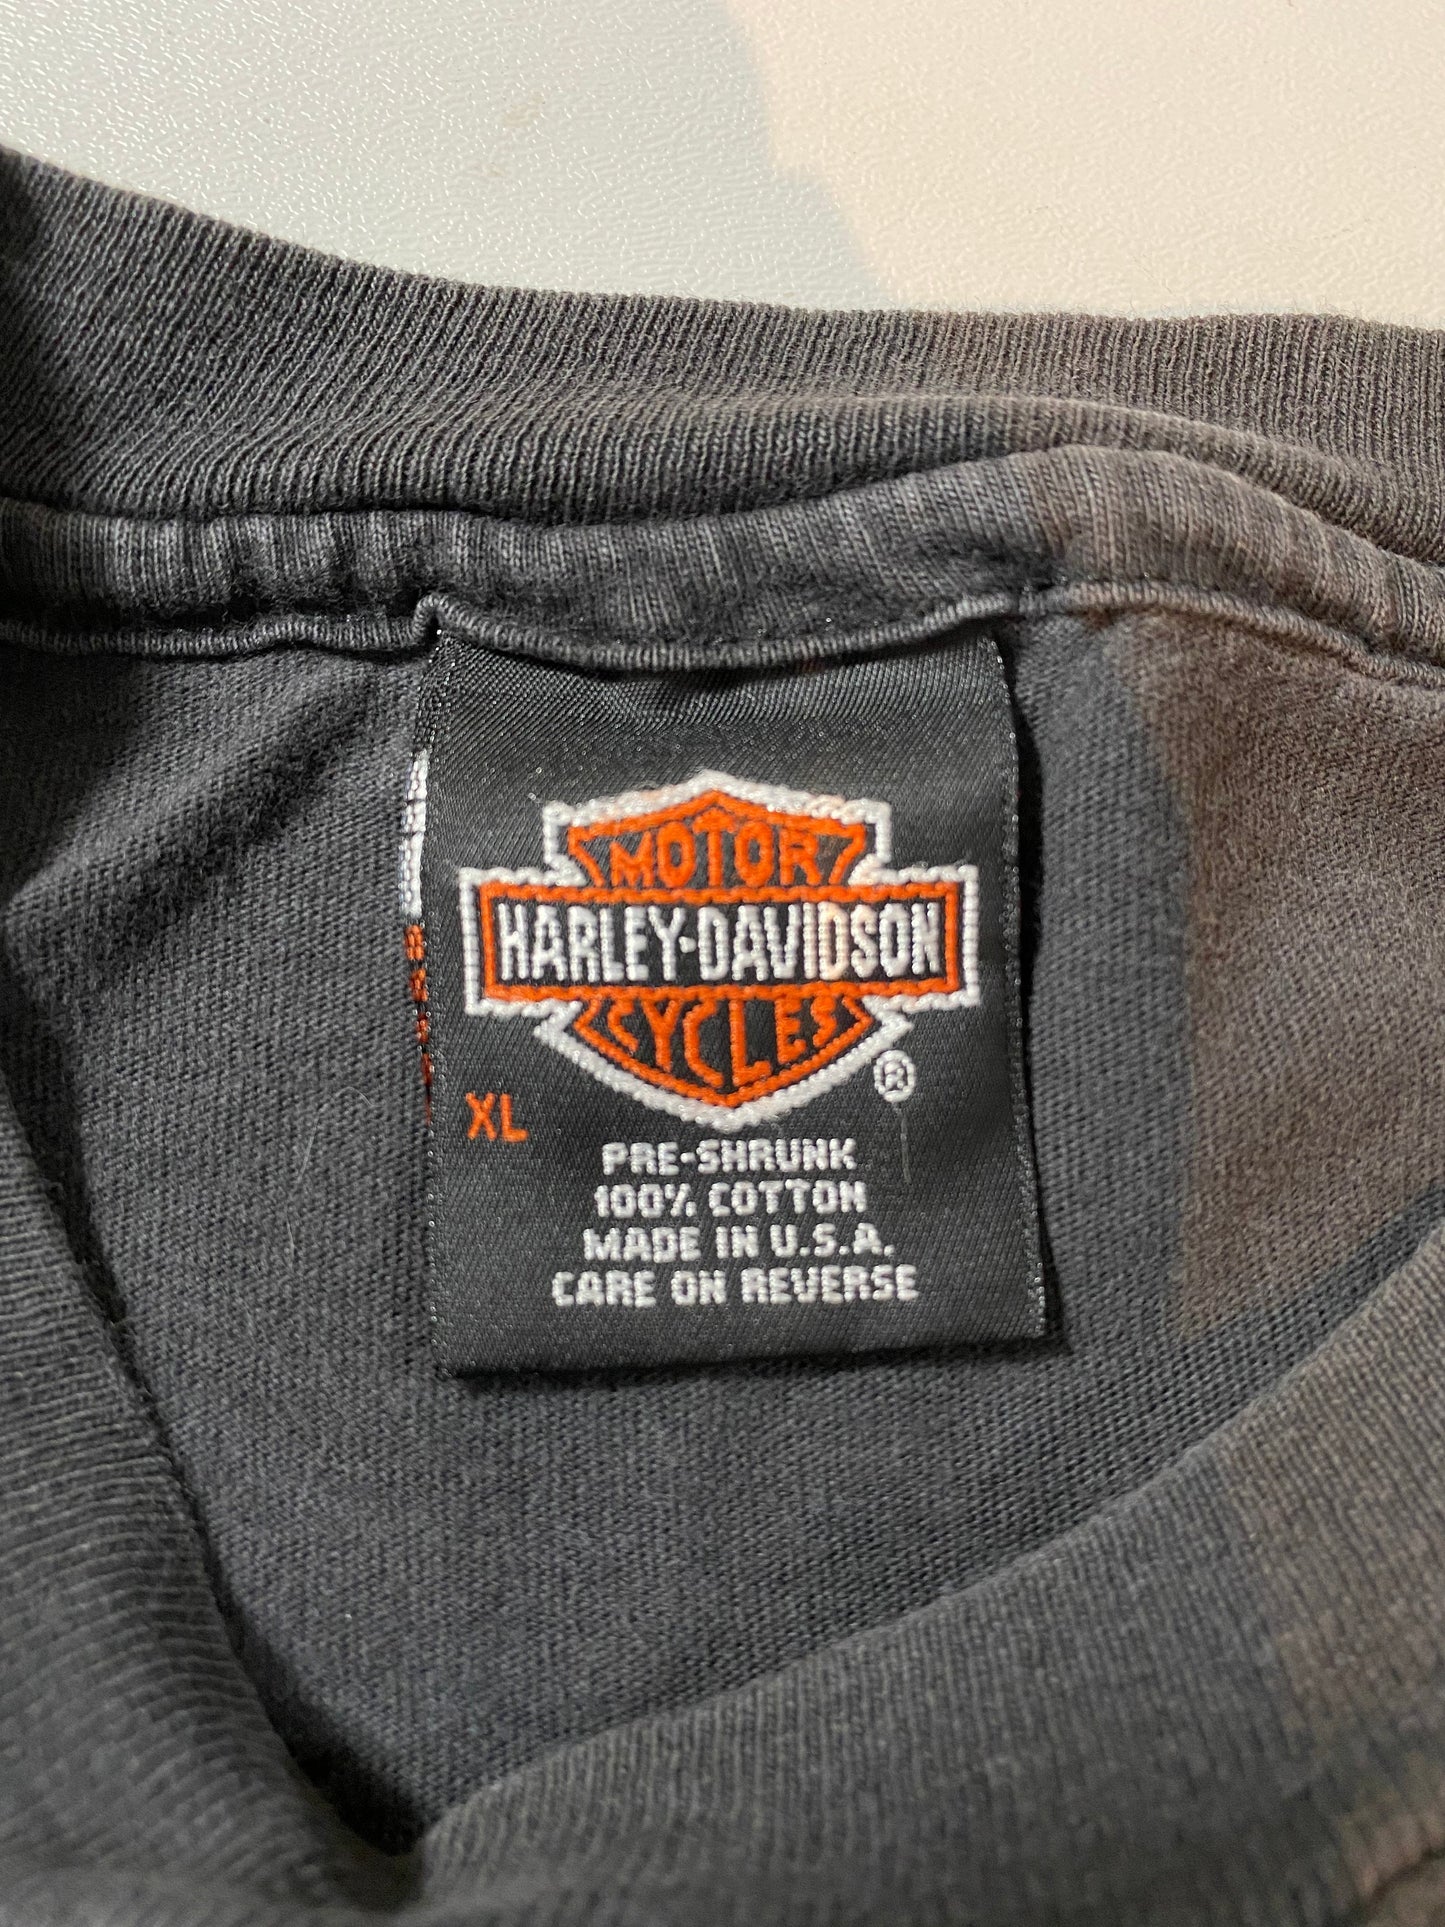 MOTOR
HARLEY-DAVIDSON
CYCLES
®
XL
PRE-SHRUNK
100% COTTON
MADE IN U.S.A.
CARE ON REVERSE